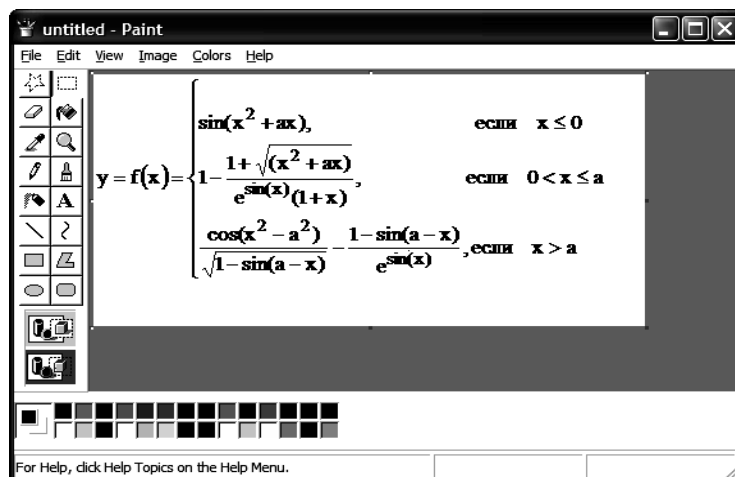 untitled - Paint
File Edit View Image Colors Help
sin(x² + ax), если x ≤ 0
y = f(x) = { 1 − (1 + √(x² + ax)) / (e^sin(x) (1 + x)), если 0 < x ≤ a
cos(x² − a²) / √(1 − sin(a − x)) − (1 − sin(a − x)) / e^sin(x), если x > a
A
For Help, click Help Topics on the Help Menu.